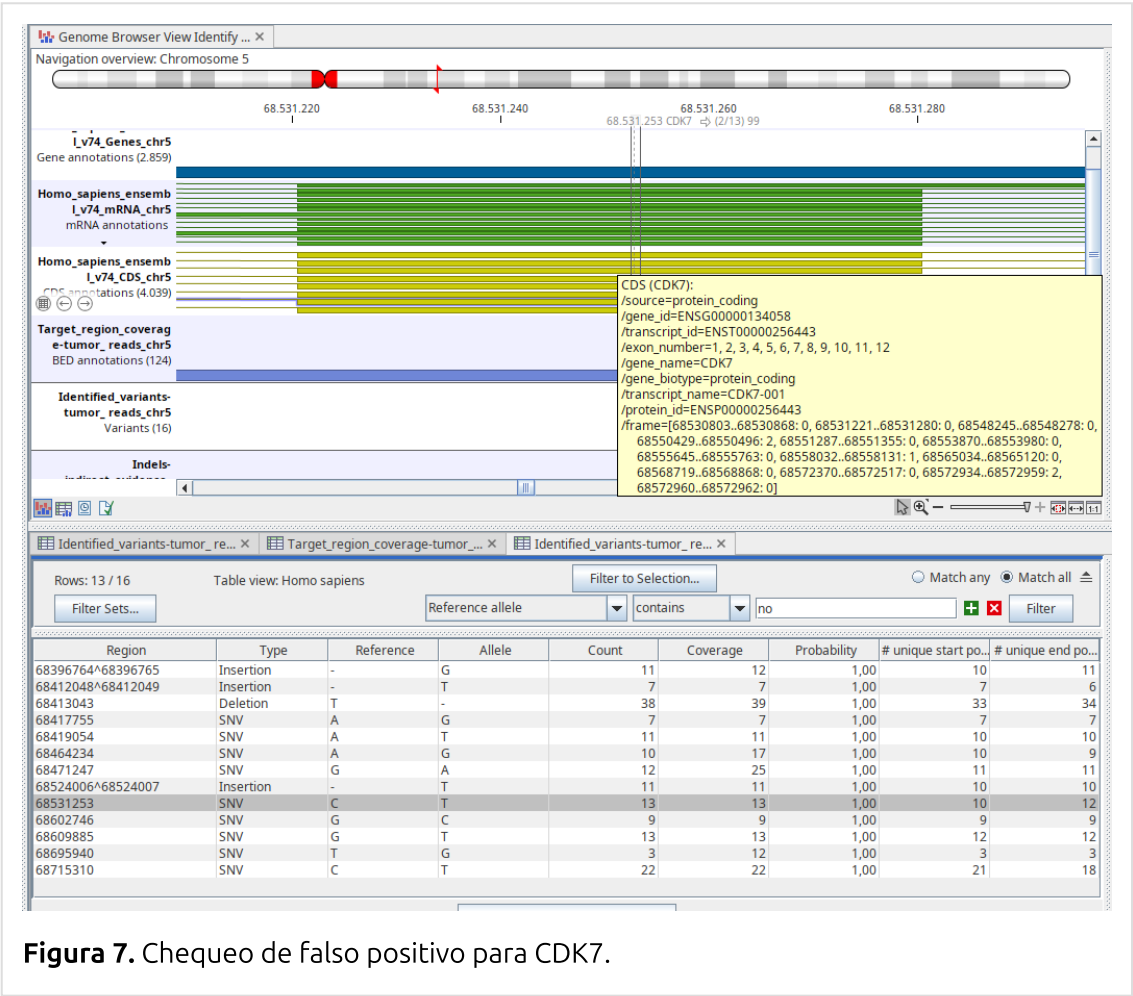 Genome Browser View Identify ... ×
Navigation overview: Chromosome 5
68.531.220 68.531.240 68.531.260 68.531.280
68.531.253 CDK7 ⇨ (2/13) 99
l_v74_Genes_chr5
Gene annotations (2.859)
Homo_sapiens_ensemb
l_v74_mRNA_chr5
mRNA annotations
Homo_sapiens_ensemb
l_v74_CDS_chr5
CDS annotations (4.039)
Target_region_coverag
e-tumor_ reads_chr5
BED annotations (124)
Identified_variants-
tumor_ reads_chr5
Variants (16)
Indels-
CDS (CDK7):
/source=protein_coding
/gene_id=ENSG00000134058
/transcript_id=ENST00000256443
/exon_number=1, 2, 3, 4, 5, 6, 7, 8, 9, 10, 11, 12
/gene_name=CDK7
/gene_biotype=protein_coding
/transcript_name=CDK7-001
/protein_id=ENSP00000256443
/frame=[68530803..68530868: 0, 68531221..68531280: 0, 68548245..68548278: 0,
68550429..68550496: 2, 68551287..68551355: 0, 68553870..68553980: 0,
68555645..68555763: 0, 68558032..68558131: 1, 68565034..68565120: 0,
68568719..68568868: 0, 68572370..68572517: 0, 68572934..68572959: 2,
68572960..68572962: 0]
Identified_variants-tumor_ re... × Target_region_coverage-tumor_... × Identified_variants-tumor_ re... ×
Rows: 13 / 16 Table view: Homo sapiens Filter to Selection... Match any Match all
Filter Sets... Reference allele contains no Filter
Region Type Reference Allele Count Coverage Probability # unique start po... # unique end po...
68396764^68396765 Insertion - G 11 12 1,00 10 11
68412048^68412049 Insertion - T 7 7 1,00 7 6
68413043 Deletion T - 38 39 1,00 33 34
68417755 SNV A G 7 7 1,00 7 7
68419054 SNV A T 11 11 1,00 10 10
68464234 SNV A G 10 17 1,00 10 9
68471247 SNV G A 12 25 1,00 11 11
68524006^68524007 Insertion - T 11 11 1,00 10 10
68531253 SNV C T 13 13 1,00 10 12
68602746 SNV G C 9 9 1,00 9 9
68609885 SNV G T 13 13 1,00 12 12
68695940 SNV T G 3 12 1,00 3 3
68715310 SNV C T 22 22 1,00 21 18
Figura 7. Chequeo de falso positivo para CDK7.